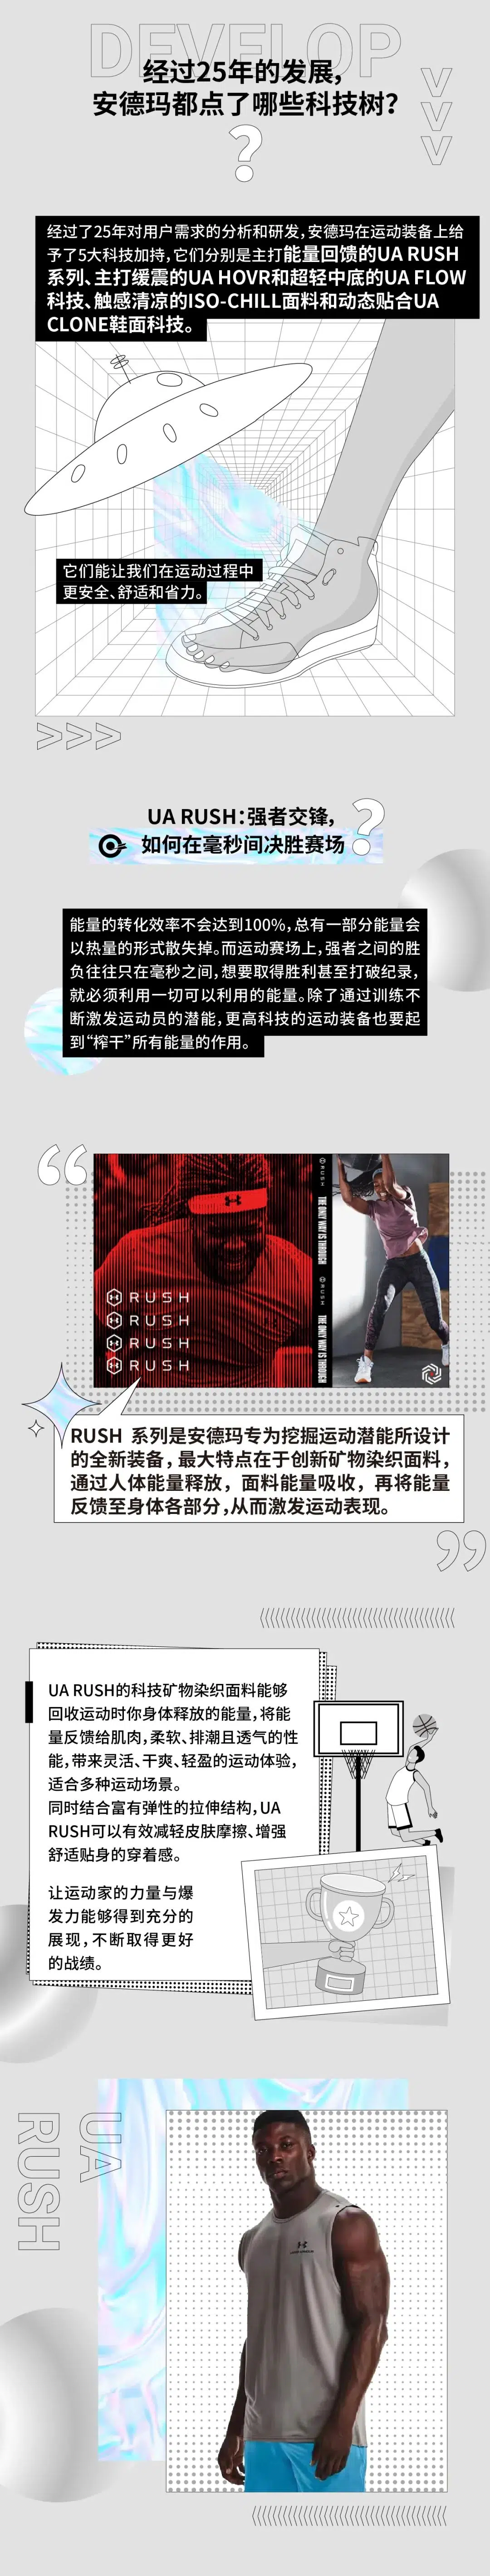 DEVELOP
经过25年的发展,
安德玛都点了哪些科技树?
?
经过了25年对用户需求的分析和研发,安德玛在运动装备上给
予了5大科技加持,它们分别是主打能量回馈的UA RUSH
系列、主打缓震的UA HOVR和超轻中底的UA FLOW
科技、触感清凉的ISO-CHILL面料和动态贴合UA
CLONE鞋面科技。
它们能让我们在运动过程中
更安全、舒适和省力。
UA RUSH:强者交锋,
如何在毫秒间决胜赛场
?
能量的转化效率不会达到100%,总有一部分能量会
以热量的形式散失掉。而运动赛场上,强者之间的胜
负往往只在毫秒之间,想要取得胜利甚至打破纪录,
就必须利用一切可以利用的能量。除了通过训练不
断激发运动员的潜能,更高科技的运动装备也要起
到“榨干”所有能量的作用。
RUSH
RUSH
RUSH
RUSH
RUSH
THE ONLY WAY IS THROUGH
RUSH
THE ONLY WAY IS THROUGH
RUSH 系列是安德玛专为挖掘运动潜能所设计
的全新装备，最大特点在于创新矿物染织面料,
通过人体能量释放，面料能量吸收，再将能量
反馈至身体各部分,从而激发运动表现。
UA RUSH的科技矿物染织面料能够
回收运动时你身体释放的能量,将能
量反馈给肌肉,柔软、排潮且透气的性
能,带来灵活、干爽、轻盈的运动体验,
适合多种运动场景。
同时结合富有弹性的拉伸结构,UA
RUSH可以有效减轻皮肤摩擦、增强
舒适贴身的穿着感。
让运动家的力量与爆
发力能够得到充分的
展现,不断取得更好
的战绩。
UA
RUSH